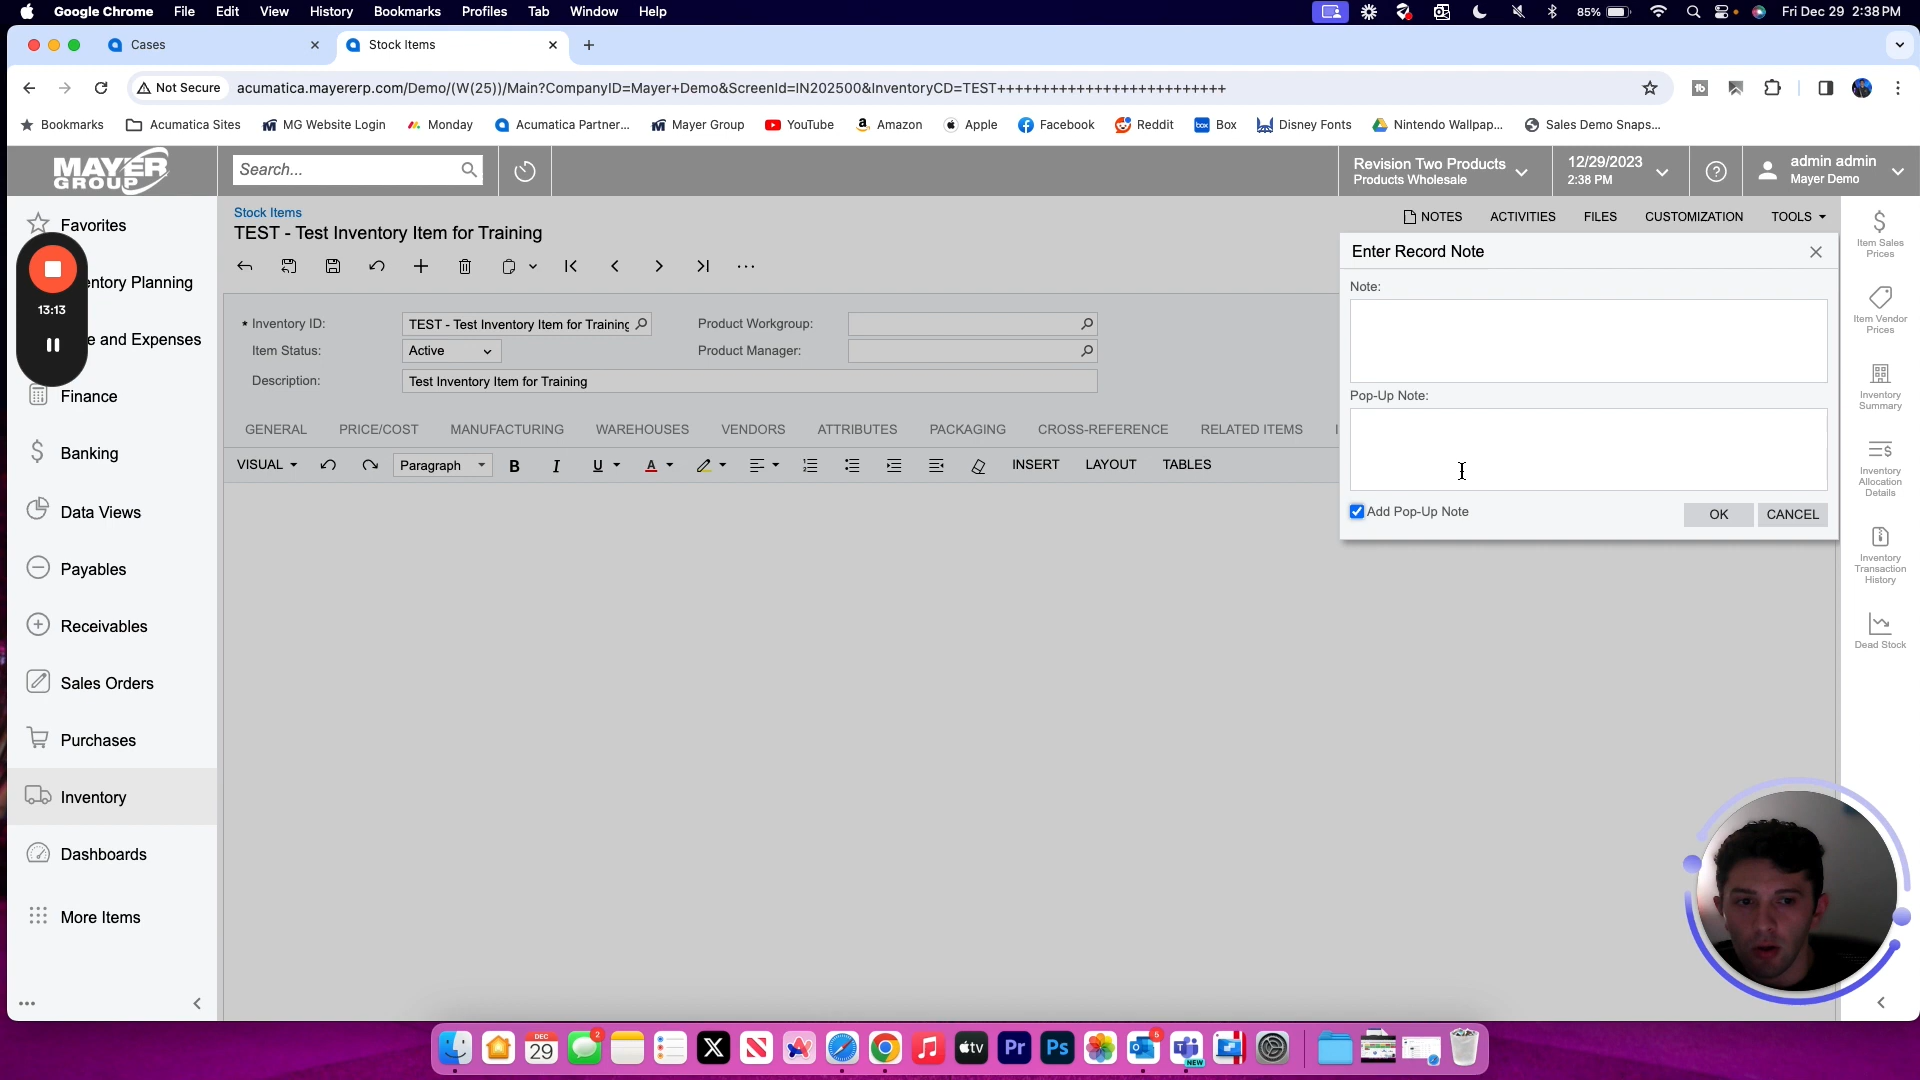 Google Chrome File Edit View History Bookmarks Profiles Tab Window Help
85% Fri Dec 29 2:38 PM
Cases
Stock Items
Not Secure acumatica.mayererp.com/Demo/(W(25))/Main?CompanyID=Mayer+Demo&ScreenId=IN202500&InventoryCD=TEST++++++++++++++++++++++++++
Bookmarks Acumatica Sites MG Website Login Monday Acumatica Partner... Mayer Group YouTube Amazon Apple Facebook Reddit Box Disney Fonts Nintendo Wallpap... Sales Demo Snaps...
MAYER GROUP
Search...
Revision Two Products
Products Wholesale
12/29/2023
2:38 PM
admin admin
Mayer Demo
Favorites
entory Planning
13:13
e and Expenses
Finance
Banking
Data Views
Payables
Receivables
Sales Orders
Purchases
Inventory
Dashboards
More Items
Stock Items
TEST - Test Inventory Item for Training
NOTES ACTIVITIES FILES CUSTOMIZATION TOOLS
* Inventory ID: TEST - Test Inventory Item for Training Product Workgroup:
Item Status: Active Product Manager:
Description: Test Inventory Item for Training
GENERAL PRICE/COST MANUFACTURING WAREHOUSES VENDORS ATTRIBUTES PACKAGING CROSS-REFERENCE RELATED ITEMS
VISUAL Paragraph B I U A INSERT LAYOUT TABLES
Enter Record Note
Note:
Pop-Up Note:
Add Pop-Up Note OK CANCEL
Item Sales
Prices
Item Vendor
Prices
Inventory
Summary
Inventory
Allocation
Details
Inventory
Transaction
History
Dead Stock
DEC
29
2
X
tv
Pr
Ps
5
NEW